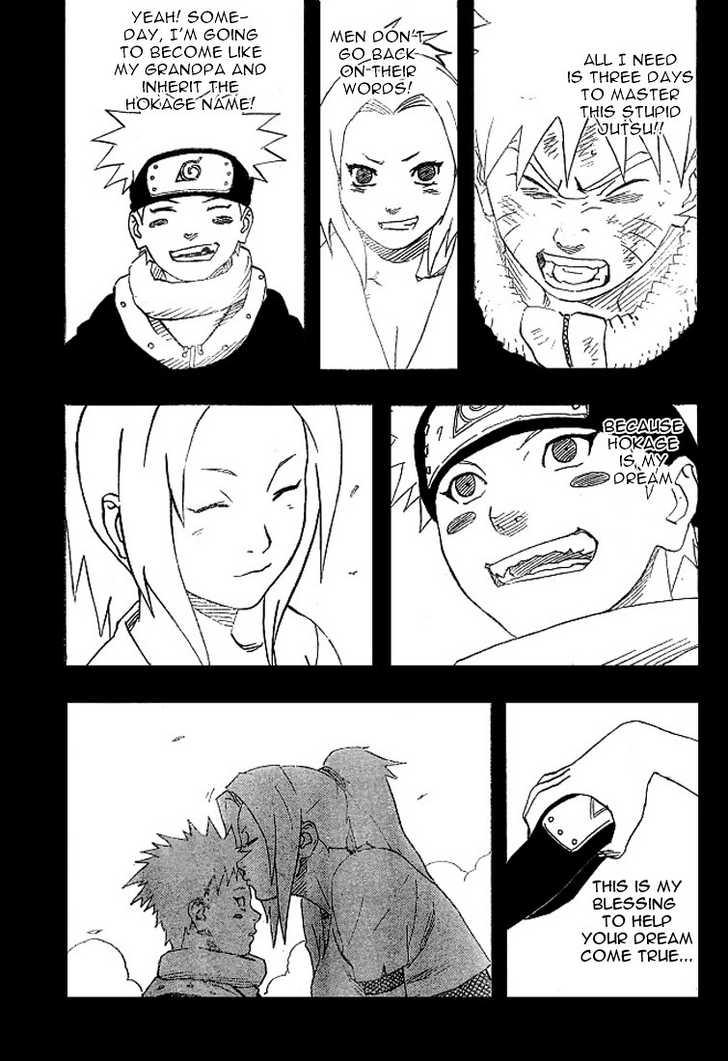 ALL I NEED
IS THREE DAYS
TO MASTER
THIS STUPID
JUTSU!!
MEN DON'T
GO BACK
ON THEIR
WORDS!
YEAH! SOME-
DAY, I'M GOING
TO BECOME LIKE
MY GRANDPA AND
INHERIT THE
HOKAGE NAME!
BECAUSE
HOKAGE
IS MY
DREAM
THIS IS MY
BLESSING
TO HELP
YOUR DREAM
COME TRUE...